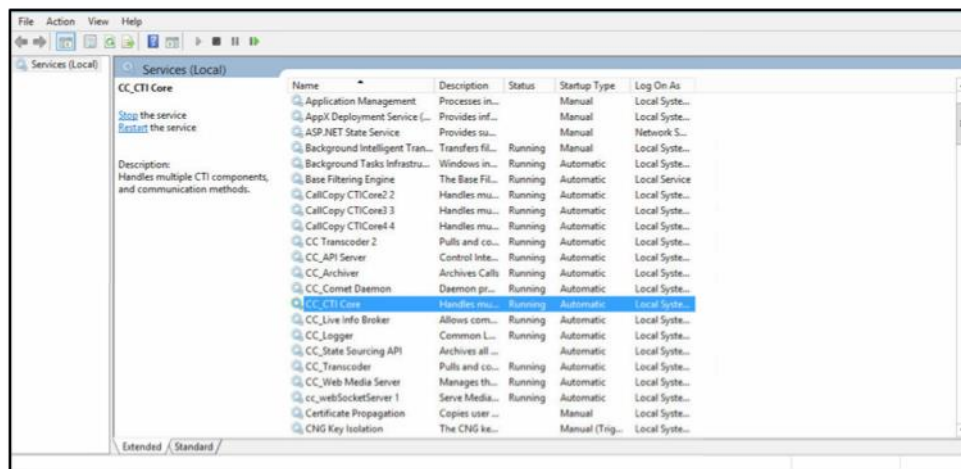 File Action View Help
Services (Local)
Services (Local)
CC_CTI Core
Stop the service
Restart the service
Description:
Handles multiple CTI components,
and communication methods.
Name Description Status Startup Type Log On As
Application Management Processes in... Manual Local Syste...
AppX Deployment Service (... Provides inf... Manual Local Syste...
ASP.NET State Service Provides su... Manual Network S...
Background Intelligent Tran... Transfers fil... Running Manual Local Syste...
Background Tasks Infrastru... Windows in... Running Automatic Local Syste...
Base Filtering Engine The Base Fil... Running Automatic Local Service
CallCopy CTICore2 2 Handles mu... Running Automatic Local Syste...
CallCopy CTICore3 3 Handles mu... Running Automatic Local Syste...
CallCopy CTICore4 4 Handles mu... Running Automatic Local Syste...
CC Transcoder 2 Pulls and co... Running Automatic Local Syste...
CC_API Server Control Inte... Running Automatic Local Syste...
CC_Archiver Archives Calls Running Automatic Local Syste...
CC_Comet Daemon Daemon pr... Running Automatic Local Syste...
CC_CTI Core Handles mu... Running Automatic Local Syste...
CC_Live Info Broker Allows com... Running Automatic Local Syste...
CC_Logger Common L... Running Automatic Local Syste...
CC_State Sourcing API Archives all ... Automatic Local Syste...
CC_Transcoder Pulls and co... Running Automatic Local Syste...
CC_Web Media Server Manages th... Running Automatic Local Syste...
cc_webSocketServer 1 Serve Media... Running Automatic Local Syste...
Certificate Propagation Copies user ... Manual Local Syste...
CNG Key Isolation The CNG ke... Manual (Trig... Local Syste...
Extended Standard